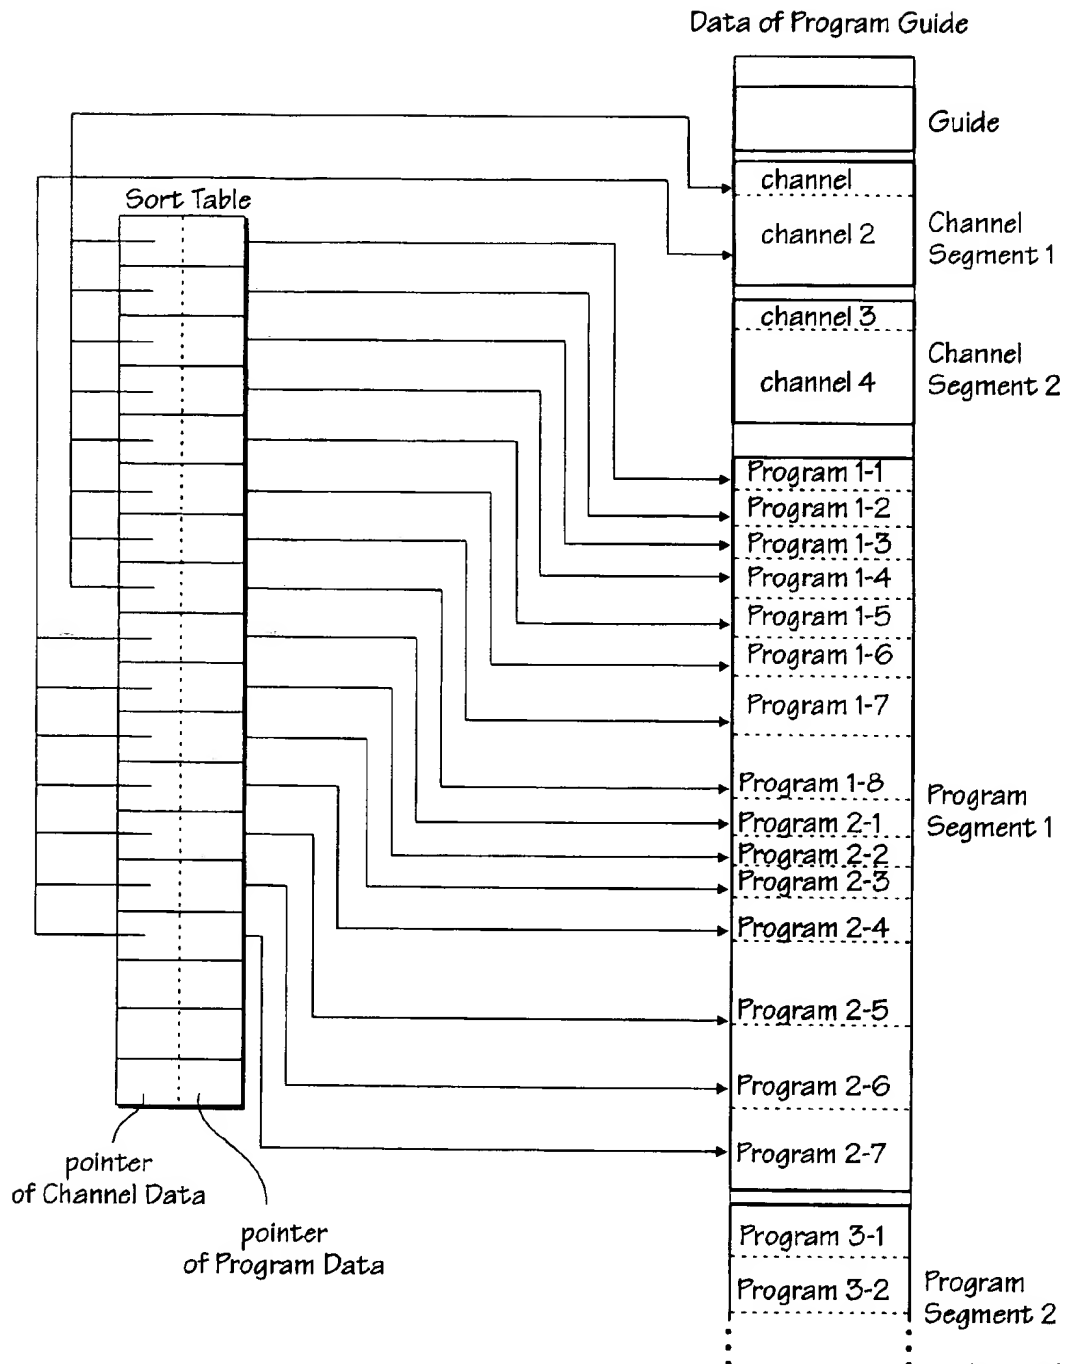 Data of Program Guide
Guide
channel
channel 2
Channel
Segment 1
channel 3
channel 4
Channel
Segment 2
Sort Table
Program 1-1
Program 1-2
Program 1-3
Program 1-4
Program 1-5
Program 1-6
Program 1-7
Program 1-8
Program 2-1
Program 2-2
Program 2-3
Program 2-4
Program 2-5
Program 2-6
Program 2-7
Program
Segment 1
pointer
of Channel Data
pointer
of Program Data
Program 3-1
Program 3-2
Program
Segment 2